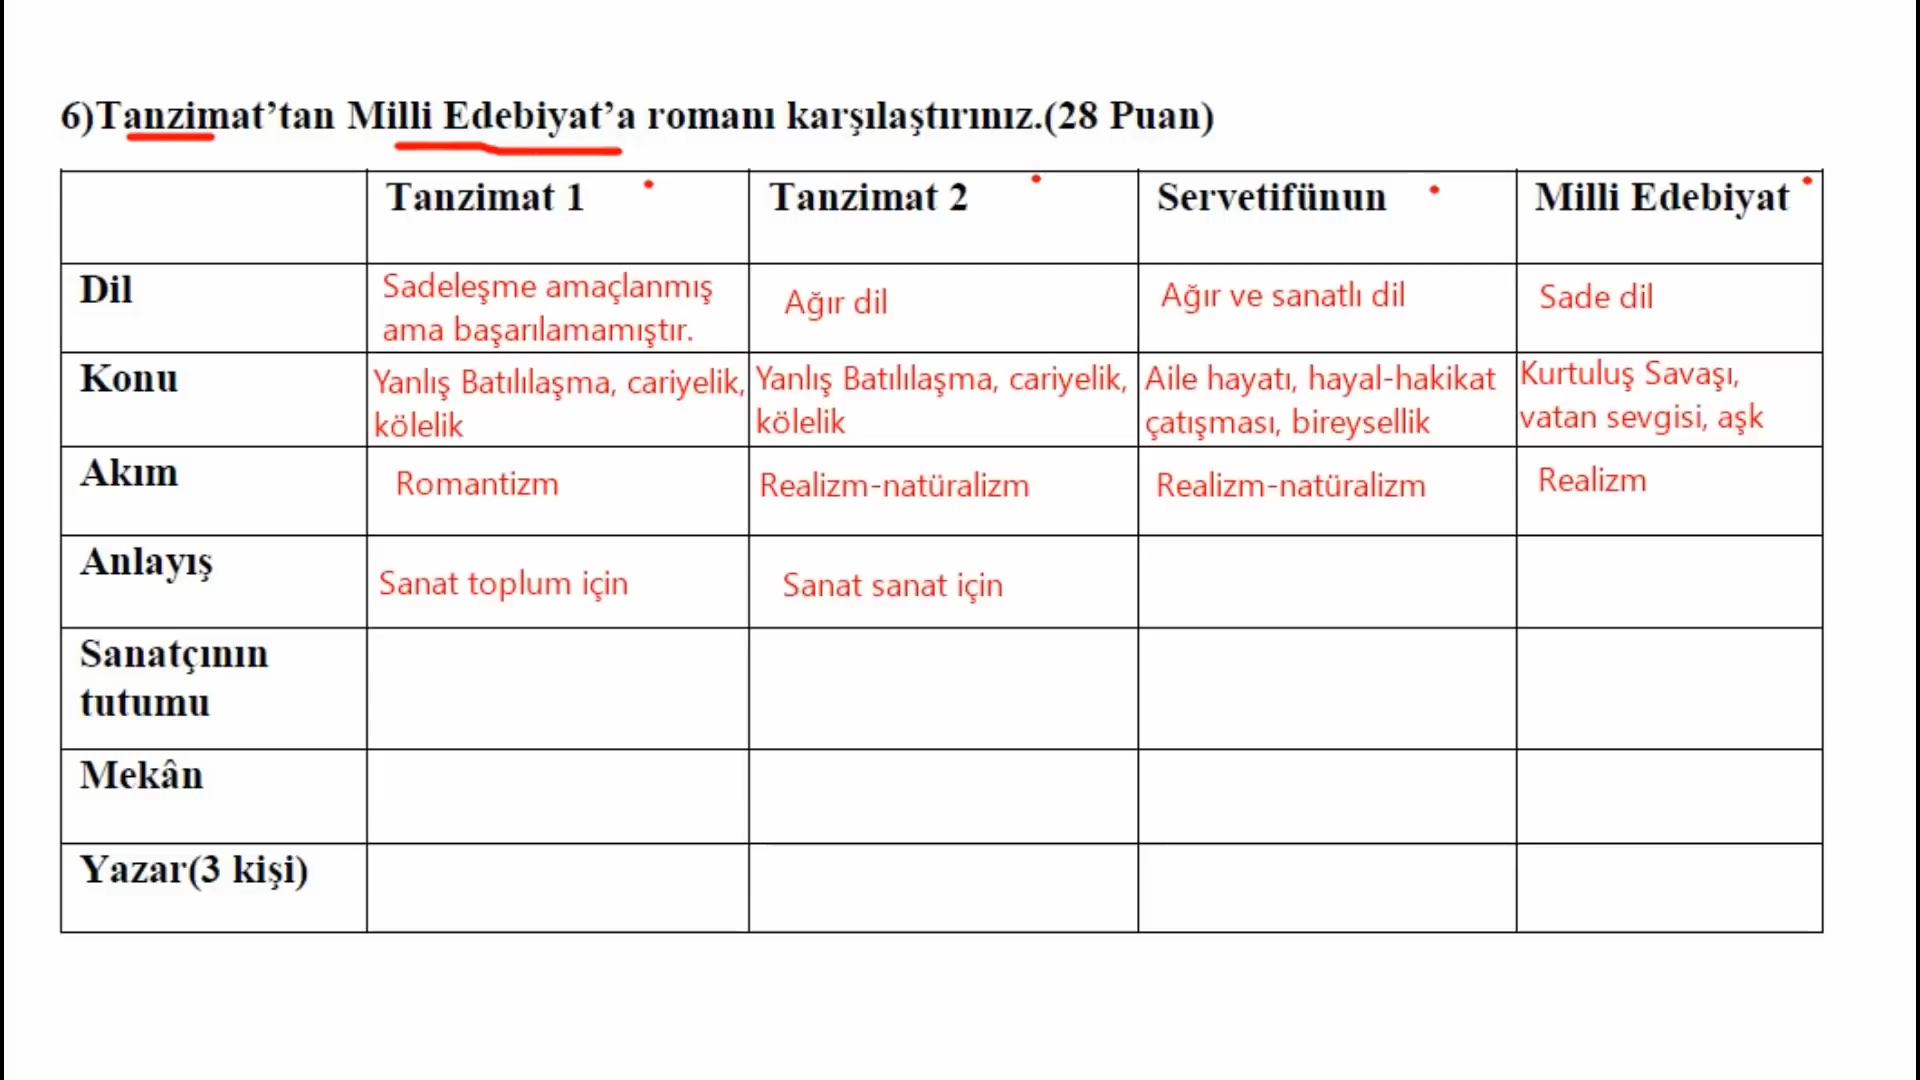 6)Tanzimat’tan Milli Edebiyat’a romanı karşılaştırınız.(28 Puan)
Tanzimat 1 Tanzimat 2 Servetifünun Milli Edebiyat
Dil
Sadeleşme amaçlanmış
ama başarılamamıştır.
Ağır dil
Ağır ve sanatlı dil
Sade dil
Konu
Yanlış Batılılaşma, cariyelik,
kölelik
Yanlış Batılılaşma, cariyelik,
kölelik
Aile hayatı, hayal-hakikat
çatışması, bireysellik
Kurtuluş Savaşı,
vatan sevgisi, aşk
Akım
Romantizm
Realizm-natüralizm
Realizm-natüralizm
Realizm
Anlayış
Sanat toplum için
Sanat sanat için
Sanatçının
tutumu
Mekân
Yazar(3 kişi)